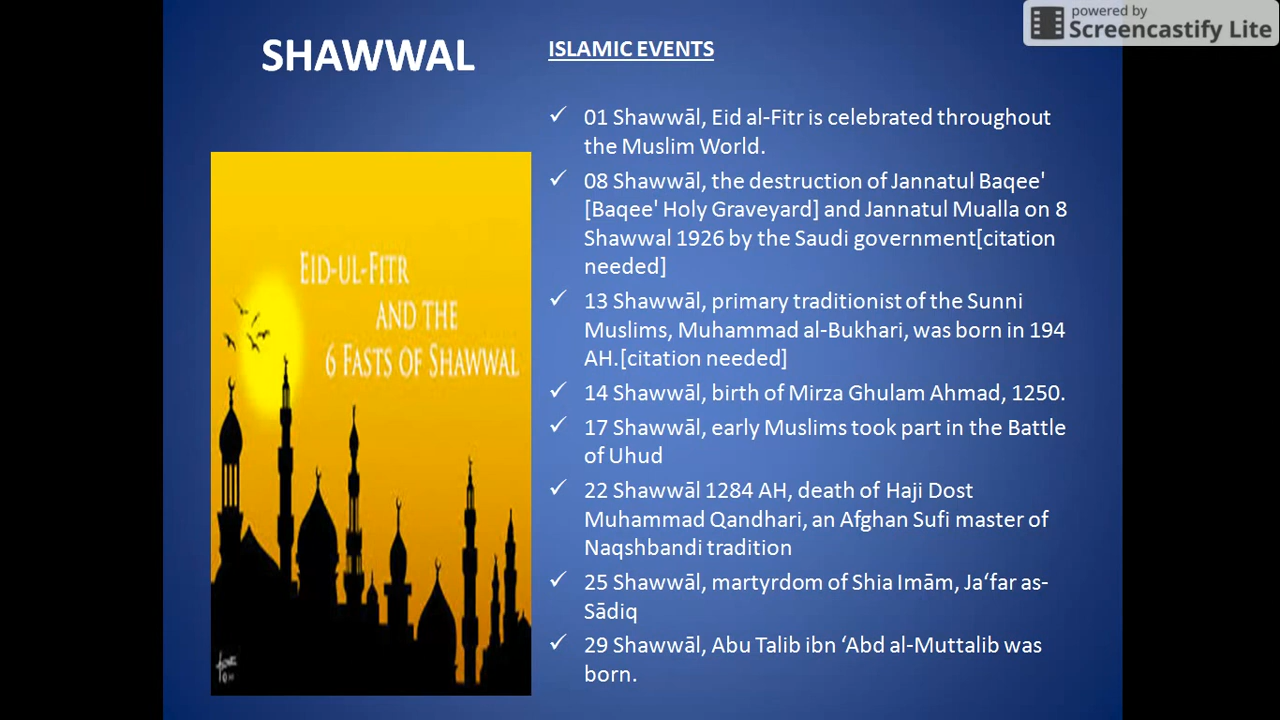 powered by
Screencastify Lite
SHAWWAL
EID-UL-FITR
AND THE
6 FASTS OF SHAWWAL
ISLAMIC EVENTS
✓ 01 Shawwāl, Eid al-Fitr is celebrated throughout
the Muslim World.
✓ 08 Shawwāl, the destruction of Jannatul Baqee'
[Baqee' Holy Graveyard] and Jannatul Mualla on 8
Shawwal 1926 by the Saudi government[citation
needed]
✓ 13 Shawwāl, primary traditionist of the Sunni
Muslims, Muhammad al-Bukhari, was born in 194
AH.[citation needed]
✓ 14 Shawwāl, birth of Mirza Ghulam Ahmad, 1250.
✓ 17 Shawwāl, early Muslims took part in the Battle
of Uhud
✓ 22 Shawwāl 1284 AH, death of Haji Dost
Muhammad Qandhari, an Afghan Sufi master of
Naqshbandi tradition
✓ 25 Shawwāl, martyrdom of Shia Imām, Ja‘far as-
Sādiq
✓ 29 Shawwāl, Abu Talib ibn ‘Abd al-Muttalib was
born.